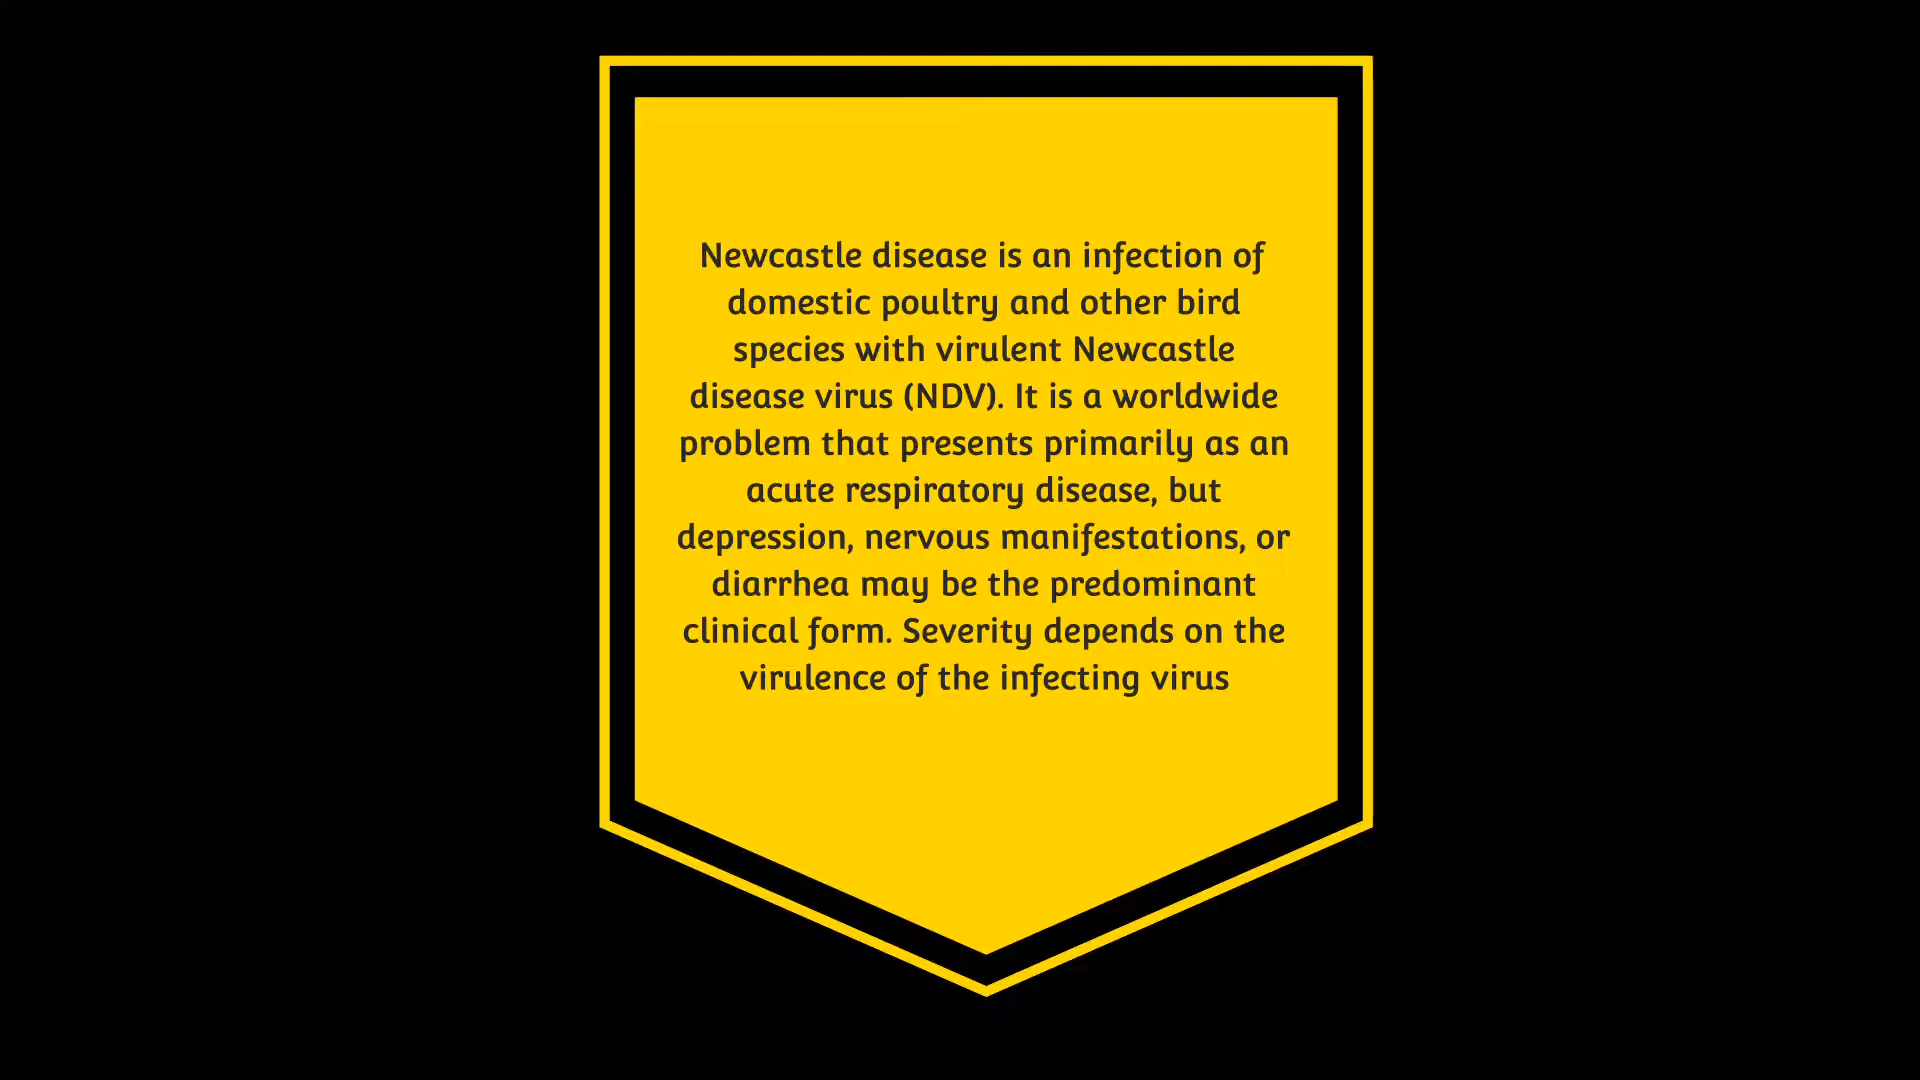 Newcastle disease is an infection of
domestic poultry and other bird
species with virulent Newcastle
disease virus (NDV). It is a worldwide
problem that presents primarily as an
acute respiratory disease, but
depression, nervous manifestations, or
diarrhea may be the predominant
clinical form. Severity depends on the
virulence of the infecting virus